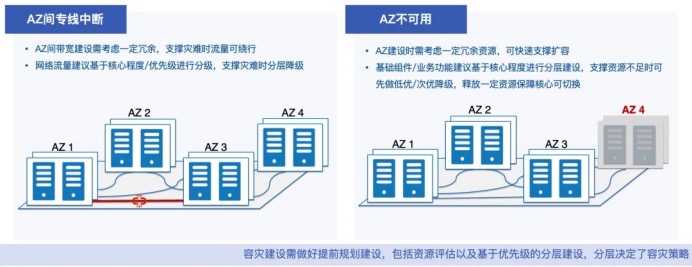 AZ间专线中断
AZ间带宽建设需考虑一定冗余，支撑灾难时流量可绕行
网络流量建议基于核心程度/优先级进行分级，支撑灾难时分层降级
AZ 1
AZ 2
AZ 3
AZ 4
AZ不可用
AZ建设时需考虑一定冗余资源，可快速支撑扩容
基础组件/业务功能建议基于核心程度进行分层建设，支撑资源不足时可
先做低优/次优降级，释放一定资源保障核心可切换
AZ 1
AZ 2
AZ 3
AZ 4
容灾建设需做好提前规划建设，包括资源评估以及基于优先级的分层建设，分层决定了容灾策略